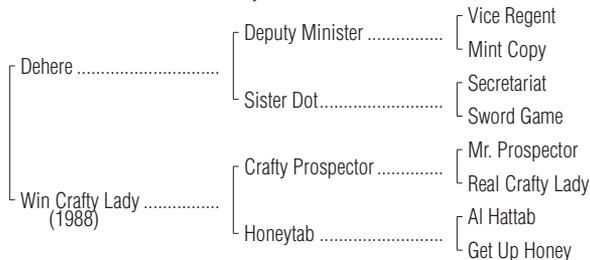 Vice Regent
Deputy Minister ................
Mint Copy
Dehere ..............................
Secretariat
Sister Dot..........................
Sword Game
Mr. Prospector
Crafty Prospector..............
Real Crafty Lady
Win Crafty Lady ................
(1988)
Al Hattab
Honeytab ..........................
Get Up Honey